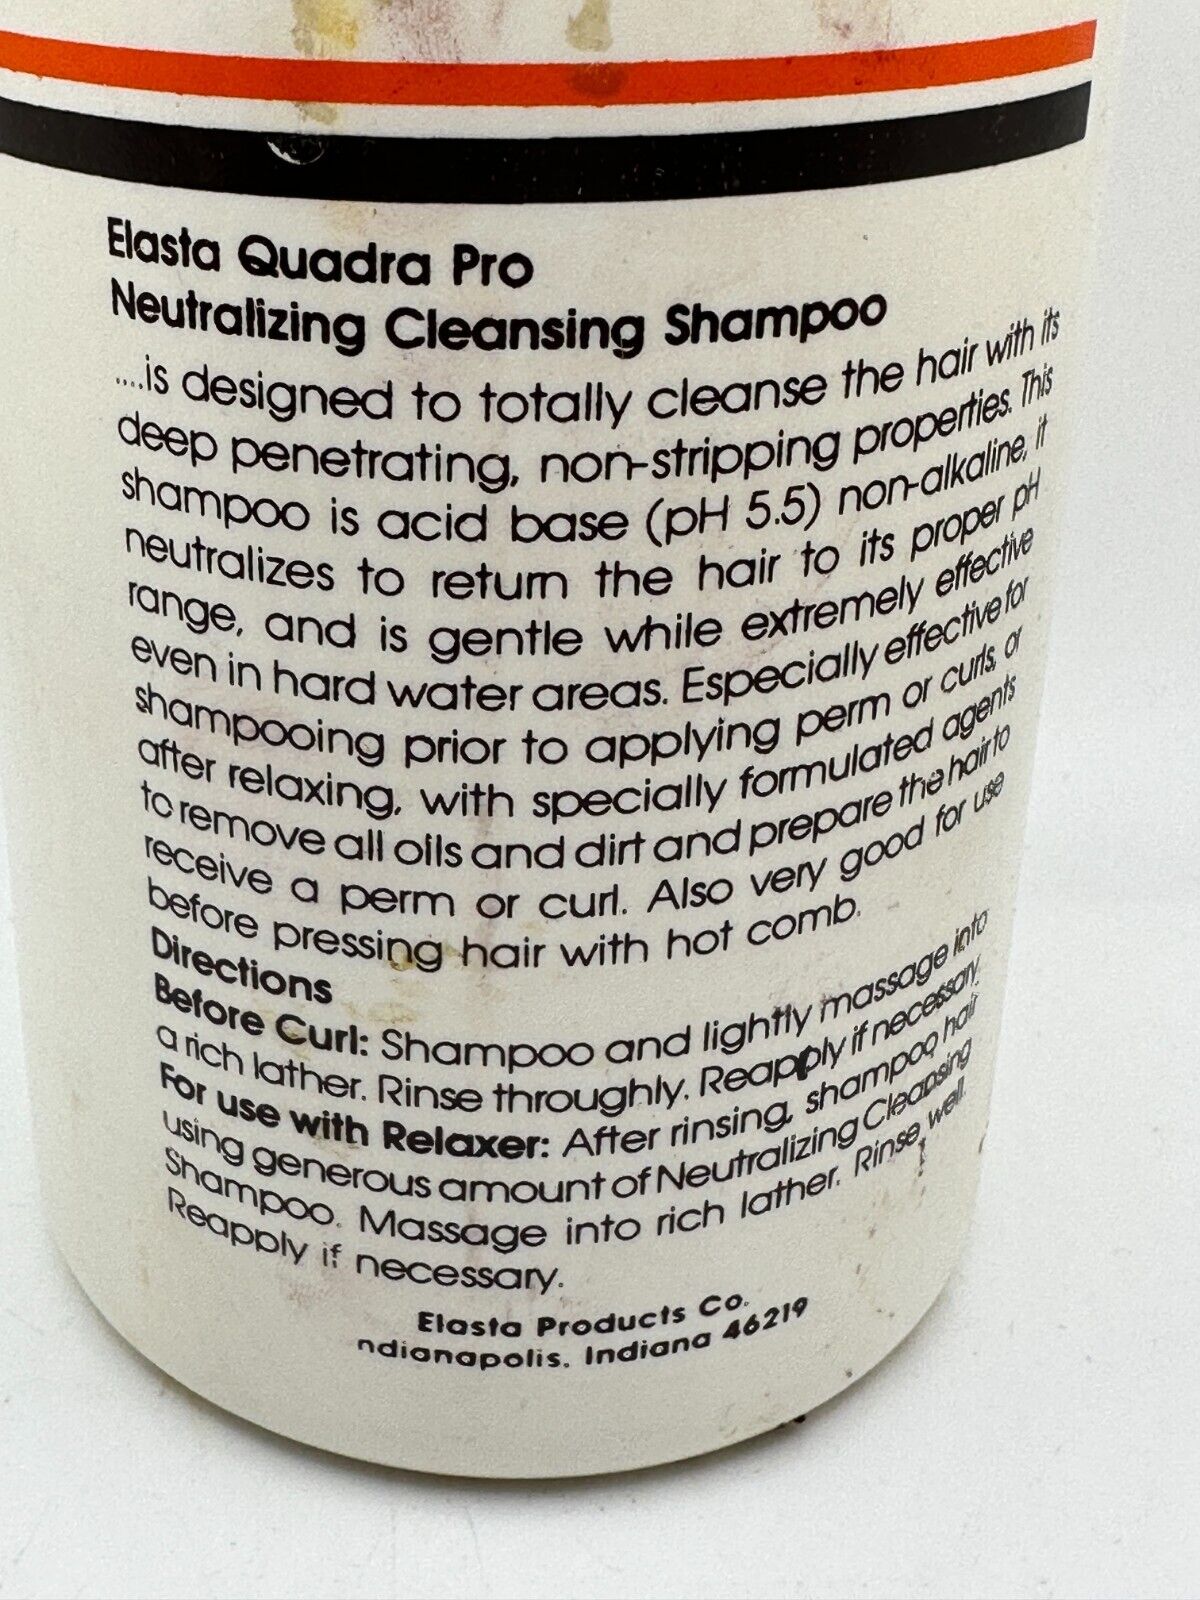 Elasta Quadra Pro
Neutralizing Cleansing Shampoo
....is designed to totally cleanse the hair with its
deep penetrating, non-stripping properties. This
shampoo is acid base (pH 5.5) non-alkaline, it
neutralizes to return the hair to its proper pH
range, and is gentle while extremely effective
even in hard water areas. Especially effective for
shampooing prior to applying perm or curls, or
after relaxing, with specially formulated agents
to remove all oils and dirt and prepare the hair to
receive a perm or curl. Also very good for use
before pressing hair with hot comb.
Directions
Before Curl: Shampoo and lightly massage into
a rich lather. Rinse throughly. Reapply if necessary.
For use with Relaxer: After rinsing, shampoo hair
using generous amount of Neutralizing Cleansing
Shampoo. Massage into rich lather. Rinse well.
Reapply if necessary.
Elasta Products Co.
ndianapolis, Indiana 46219